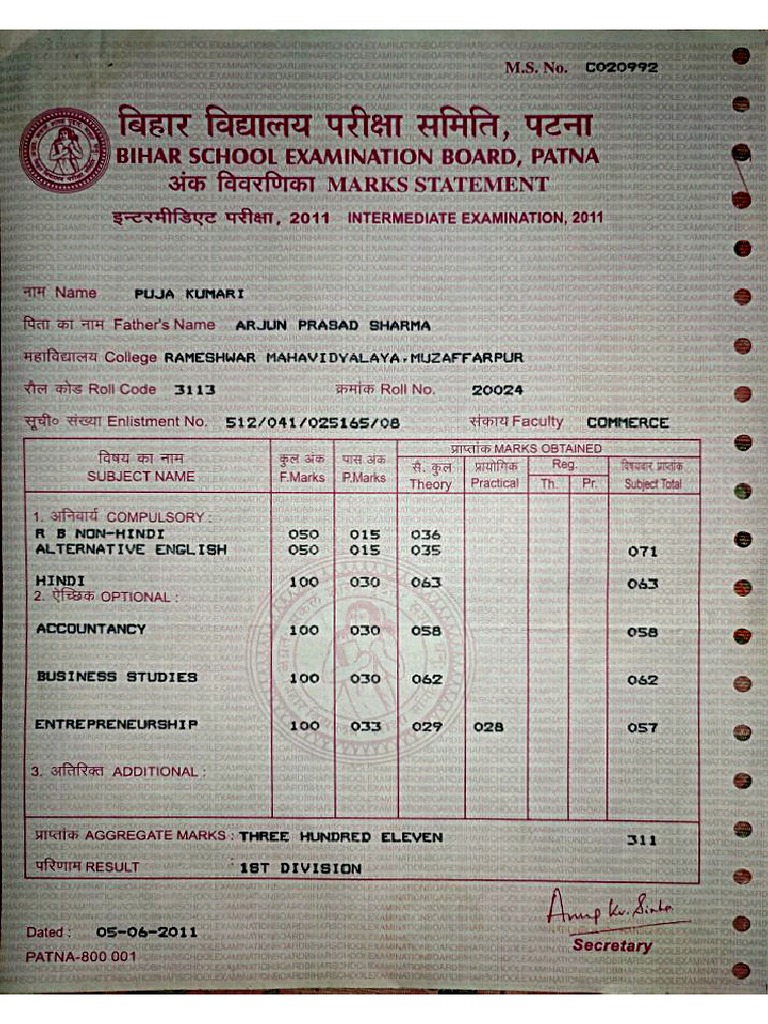 M.S. No. C020992
बिहार विद्यालय परीक्षा समिति, पटना
BIHAR SCHOOL EXAMINATION BOARD, PATNA
अंक विवरणिका MARKS STATEMENT
इन्टरमीडिएट परीक्षा, 2011 INTERMEDIATE EXAMINATION, 2011
नाम Name PUJA KUMARI
पिता का नाम Father's Name ARJUN PRASAD SHARMA
महाविद्यालय College RAMESHWAR MAHAVIDYALAYA,MUZAFFARPUR
रौल कोड Roll Code 3113 क्रमांक Roll No. 20024
सूची० संख्या Enlistment No. 512/041/025165/08 संकाय Faculty COMMERCE
विषय का नाम कुल अंक पास अंक प्राप्तांक MARKS OBTAINED
SUBJECT NAME F.Marks P.Marks सै. कुल प्रायोगिक Reg. विषयवार प्राप्तांक
Theory Practical Th. Pr. Subject Total
1. अनिवार्य COMPULSORY :
R B NON-HINDI 050 015 036
ALTERNATIVE ENGLISH 050 015 035 071
HINDI 100 030 063 063
2. ऐच्छिक OPTIONAL :
ACCOUNTANCY 100 030 058 058
BUSINESS STUDIES 100 030 062 062
ENTREPRENEURSHIP 100 033 029 028 057
3. अतिरिक्त ADDITIONAL :
प्राप्तांक AGGREGATE MARKS : THREE HUNDRED ELEVEN 311
परिणाम RESULT : 1ST DIVISION
Anup Kr. Sinha
Dated : 05-06-2011
Secretary
PATNA-800 001